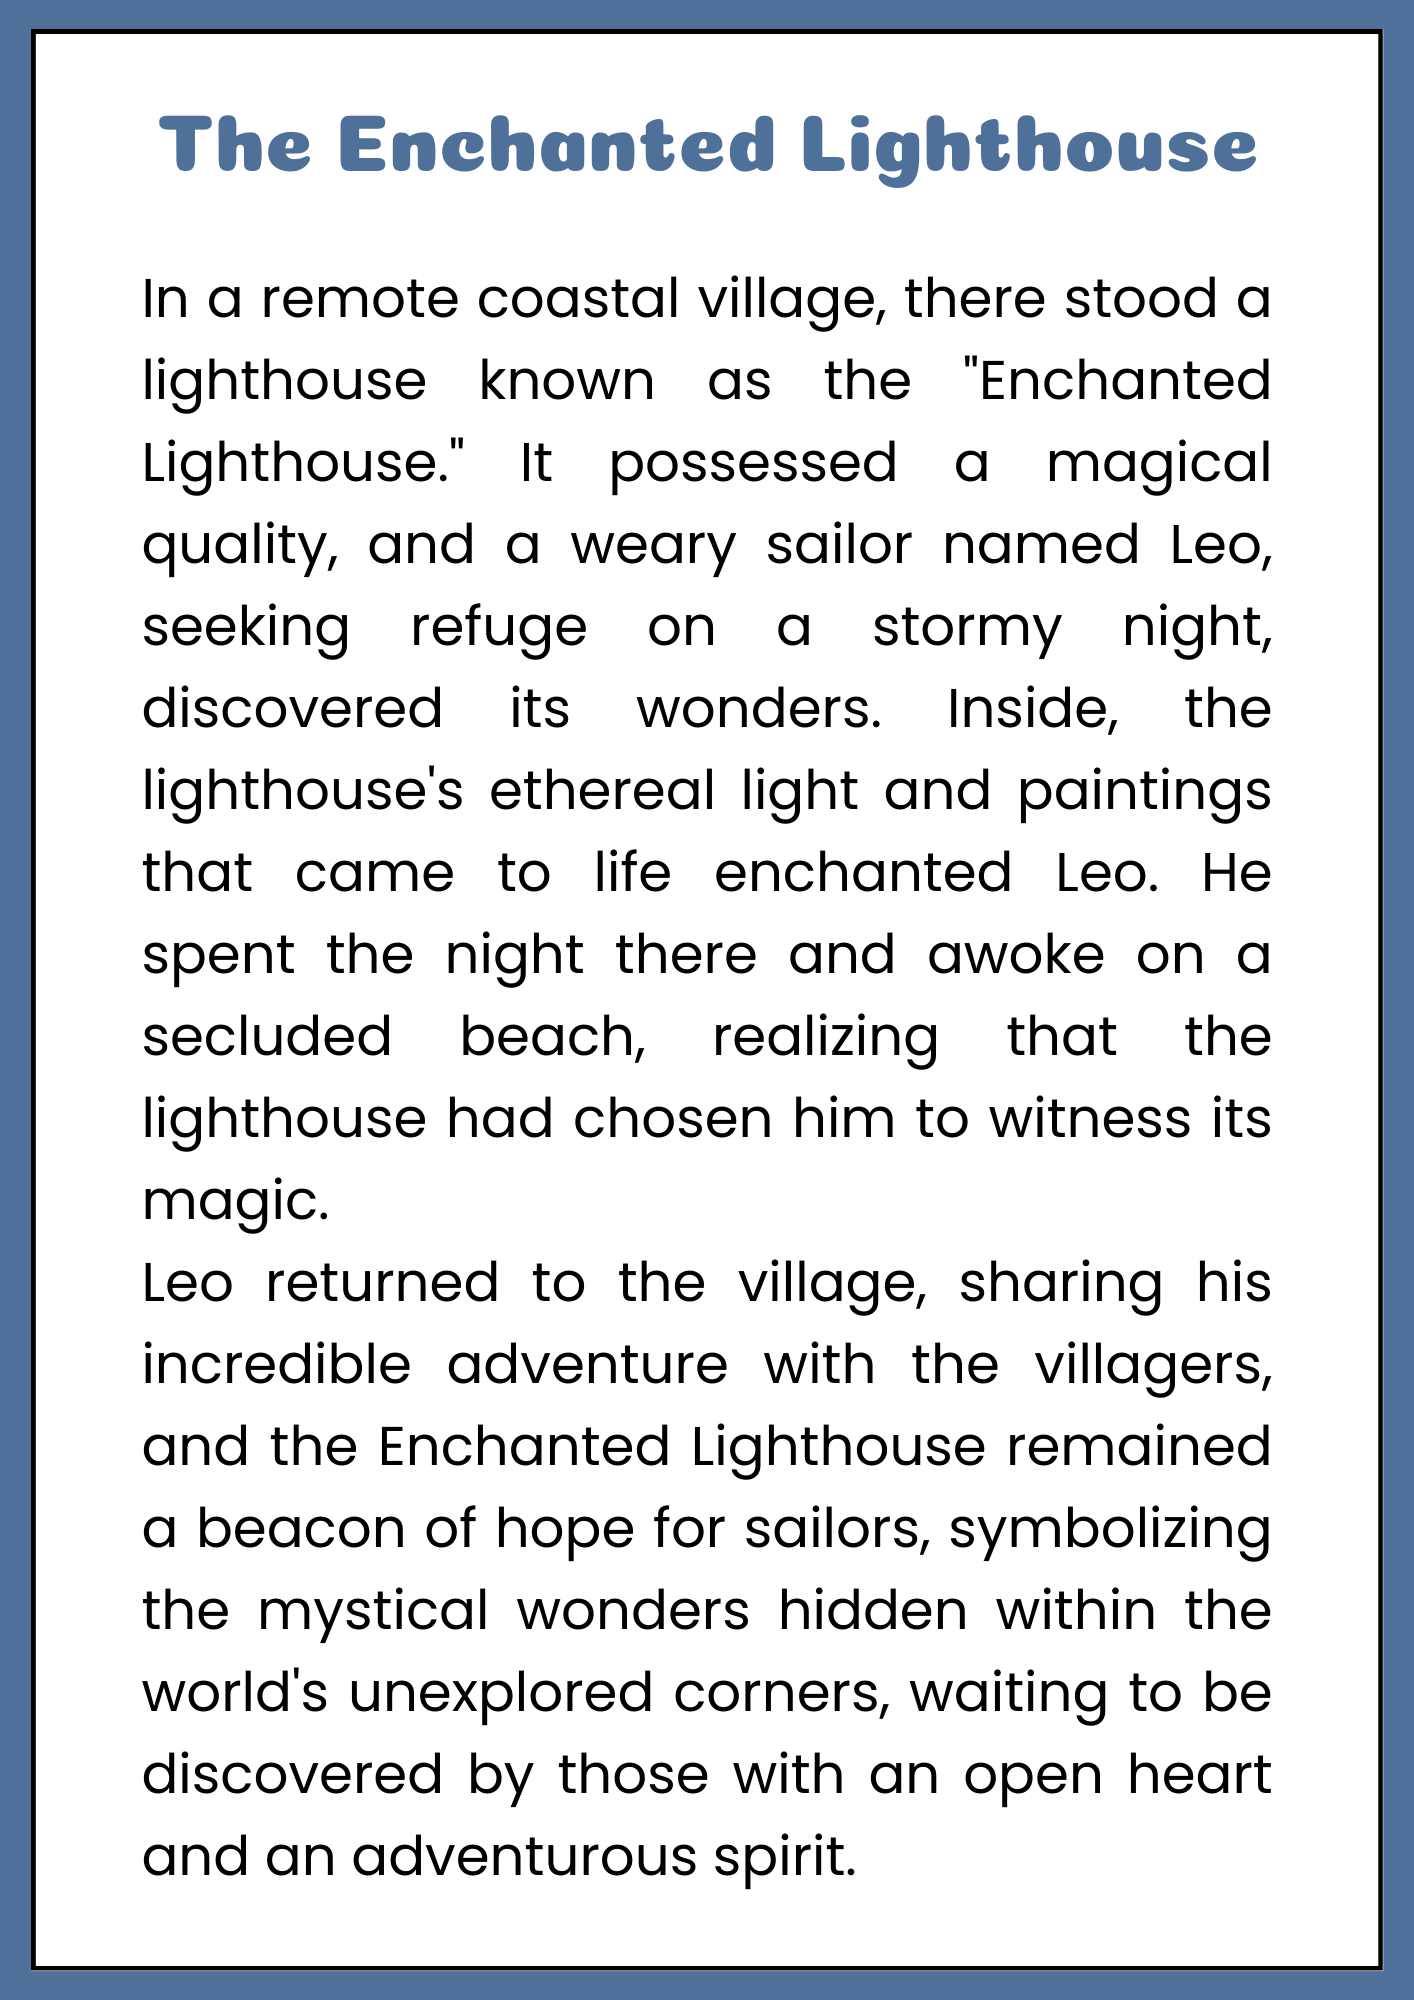 The Enchanted Lighthouse
In a remote coastal village, there stood a
lighthouse known as the "Enchanted
Lighthouse." It possessed a magical
quality, and a weary sailor named Leo,
seeking refuge on a stormy night,
discovered its wonders. Inside, the
lighthouse's ethereal light and paintings
that came to life enchanted Leo. He
spent the night there and awoke on a
secluded beach, realizing that the
lighthouse had chosen him to witness its
magic.
Leo returned to the village, sharing his
incredible adventure with the villagers,
and the Enchanted Lighthouse remained
a beacon of hope for sailors, symbolizing
the mystical wonders hidden within the
world's unexplored corners, waiting to be
discovered by those with an open heart
and an adventurous spirit.